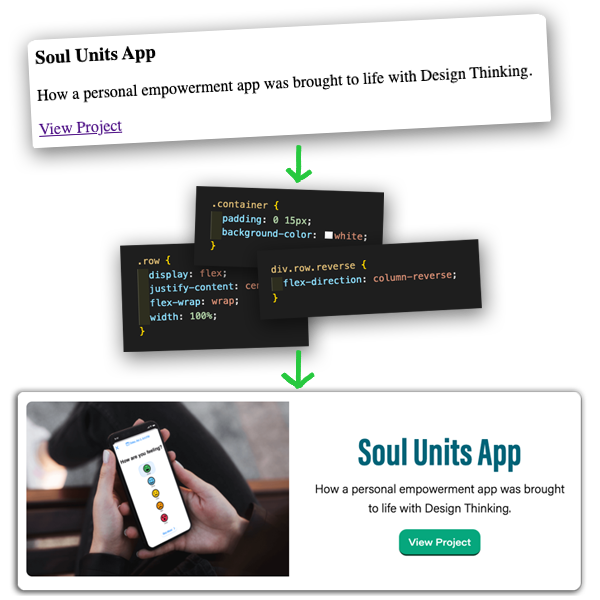 Soul Units App
How a personal empowerment app was brought to life with Design Thinking.
View Project
.container {
padding: 0 15px;
background-color: white;
}
.row {
display: flex;
justify-content: cen
flex-wrap: wrap;
width: 100%;
}
div.row.reverse {
flex-direction: column-reverse;
}
How are you feeling?
Soul Units App
How a personal empowerment app was brought
to life with Design Thinking.
View Project